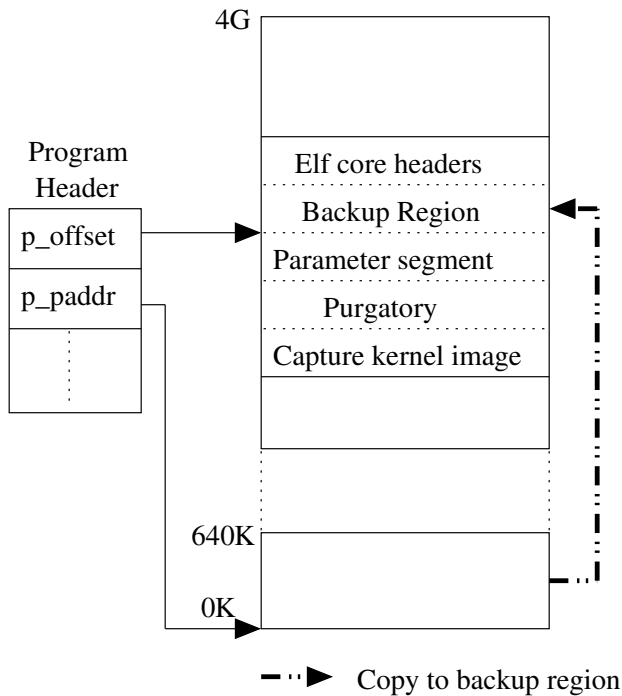 4G
Program
Header
p_offset
p_paddr
Elf core headers
Backup Region
Parameter segment
Purgatory
Capture kernel image
640K
0K
Copy to backup region